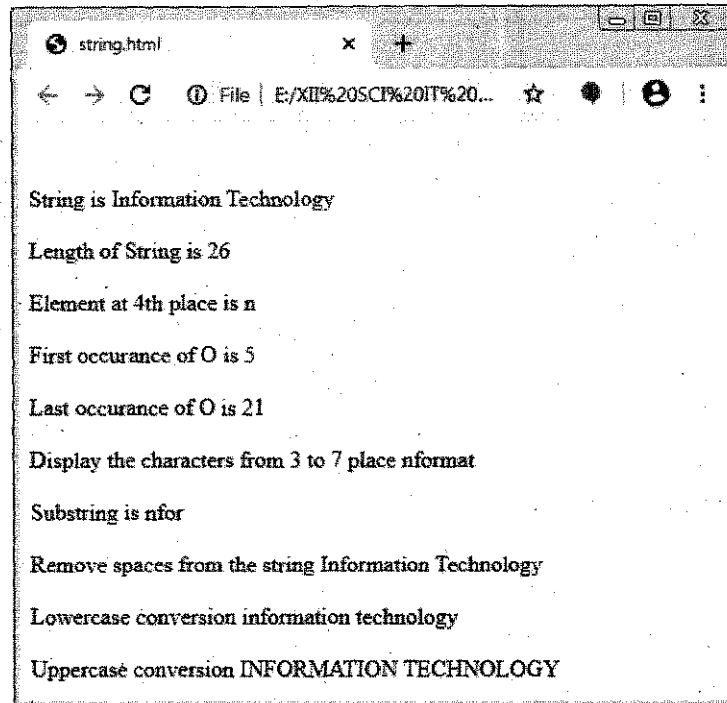 string.html
File | E:/XII%20SCI%20IT%20...
String is Information Technology
Length of String is 26
Element at 4th place is n
First occurance of O is 5
Last occurance of O is 21
Display the characters from 3 to 7 place nformat
Substring is nfor
Remove spaces from the string Information Technology
Lowercase conversion information technology
Uppercase conversion INFORMATION TECHNOLOGY